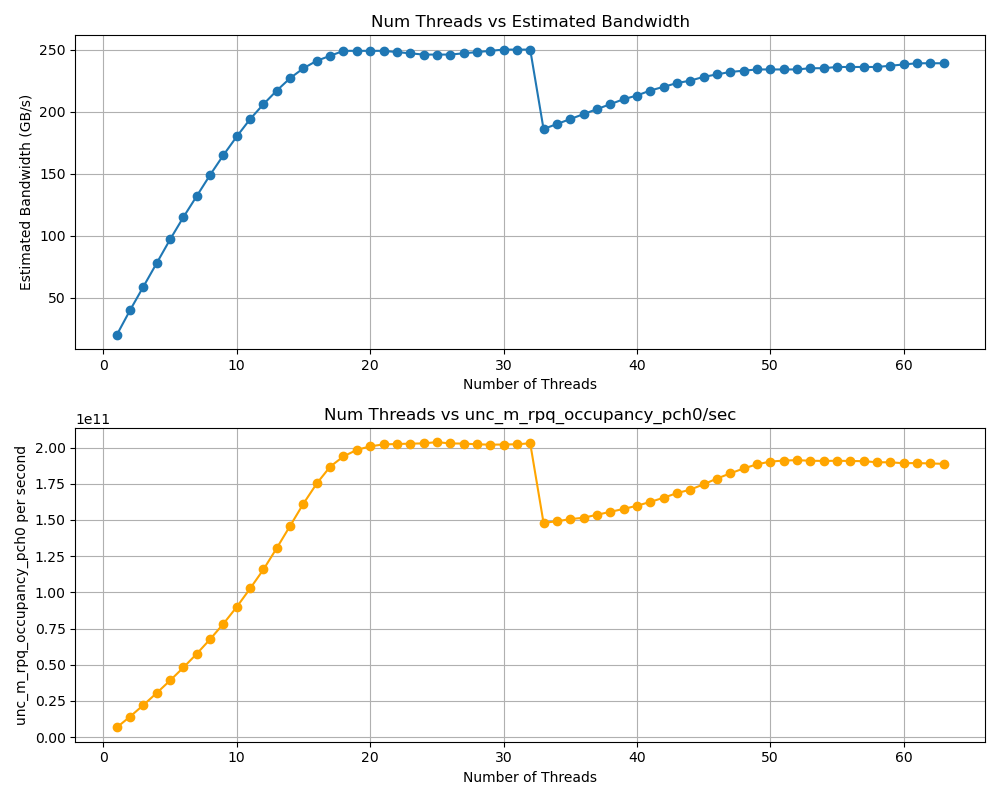 Num Threads vs Estimated Bandwidth
Estimated Bandwidth (GB/s)
250
200
150
100
50
0 10 20 30 40 50 60
Number of Threads
Num Threads vs unc_m_rpq_occupancy_pch0/sec
1e11
unc_m_rpq_occupancy_pch0 per second
2.00
1.75
1.50
1.25
1.00
0.75
0.50
0.25
0.00
0 10 20 30 40 50 60
Number of Threads